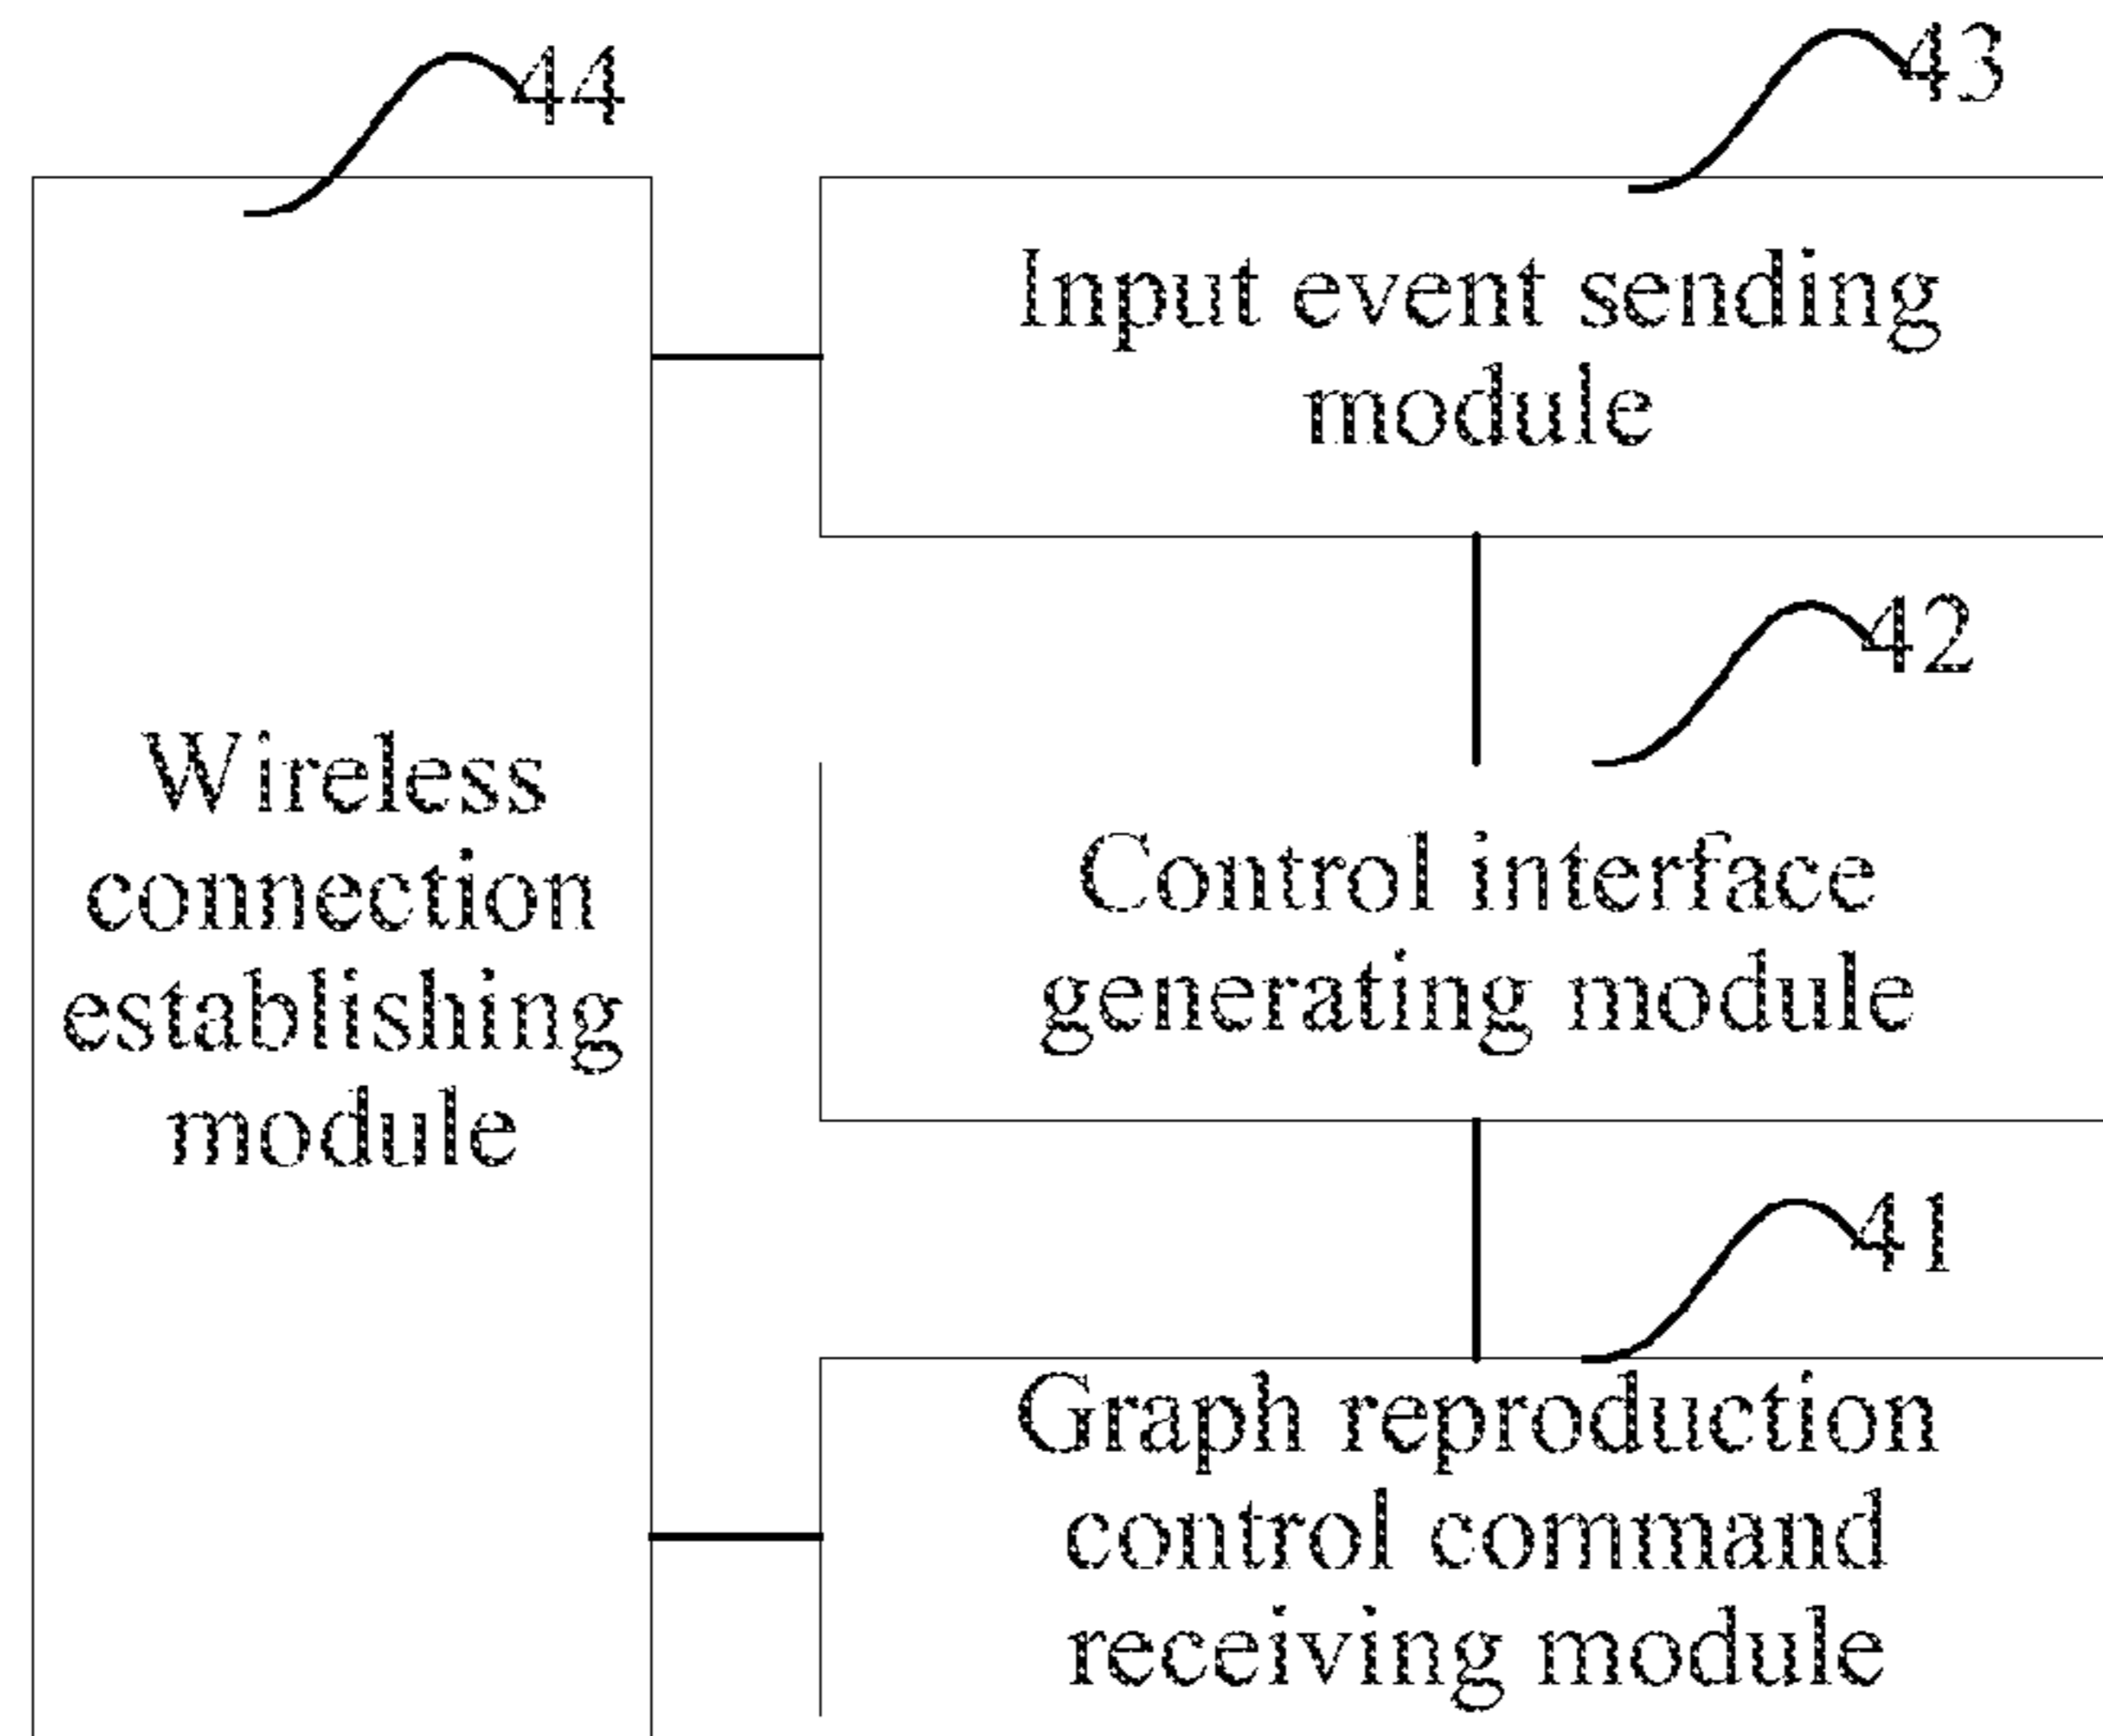 44
43
Input event sending
module
42
Wireless
connection
establishing
module
Control interface
generating module
41
Graph reproduction
control command
receiving module